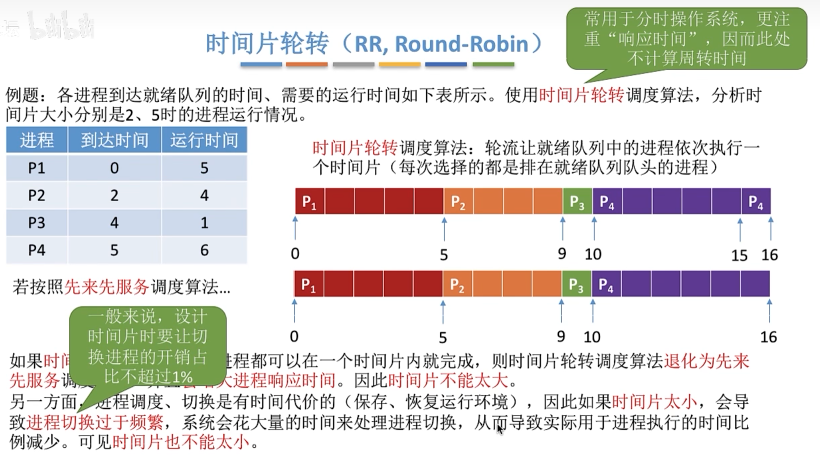 bilibili
时间片轮转（RR, Round-Robin）
常用于分时操作系统，更注
重“响应时间”，因而此处
不计算周转时间
例题：各进程到达就绪队列的时间、需要的运行时间如下表所示。使用时间片轮转调度算法，分析时
间片大小分别是2、5时的进程运行情况。
进程 到达时间 运行时间
P1 0 5
P2 2 4
P3 4 1
P4 5 6
时间片轮转调度算法：轮流让就绪队列中的进程依次执行一
个时间片（每次选择的都是排在就绪队列队头的进程）
P1 P2 P3 P4 P4
0 5 9 10 15 16
若按照先来先服务调度算法...
P1 P2 P3 P4
0 5 9 10 16
一般来说，设计
时间片时要让切
换进程的开销占
比不超过1%
如果时间 进程都可以在一个时间片内就完成，则时间片轮转调度算法退化为先来
先服务调 大进程响应时间。因此时间片不能太大。
另一方面，进程调度、切换是有时间代价的（保存、恢复运行环境），因此如果时间片太小，会导
致进程切换过于频繁，系统会花大量的时间来处理进程切换，从而导致实际用于进程执行的时间比
例减少。可见时间片也不能太小。